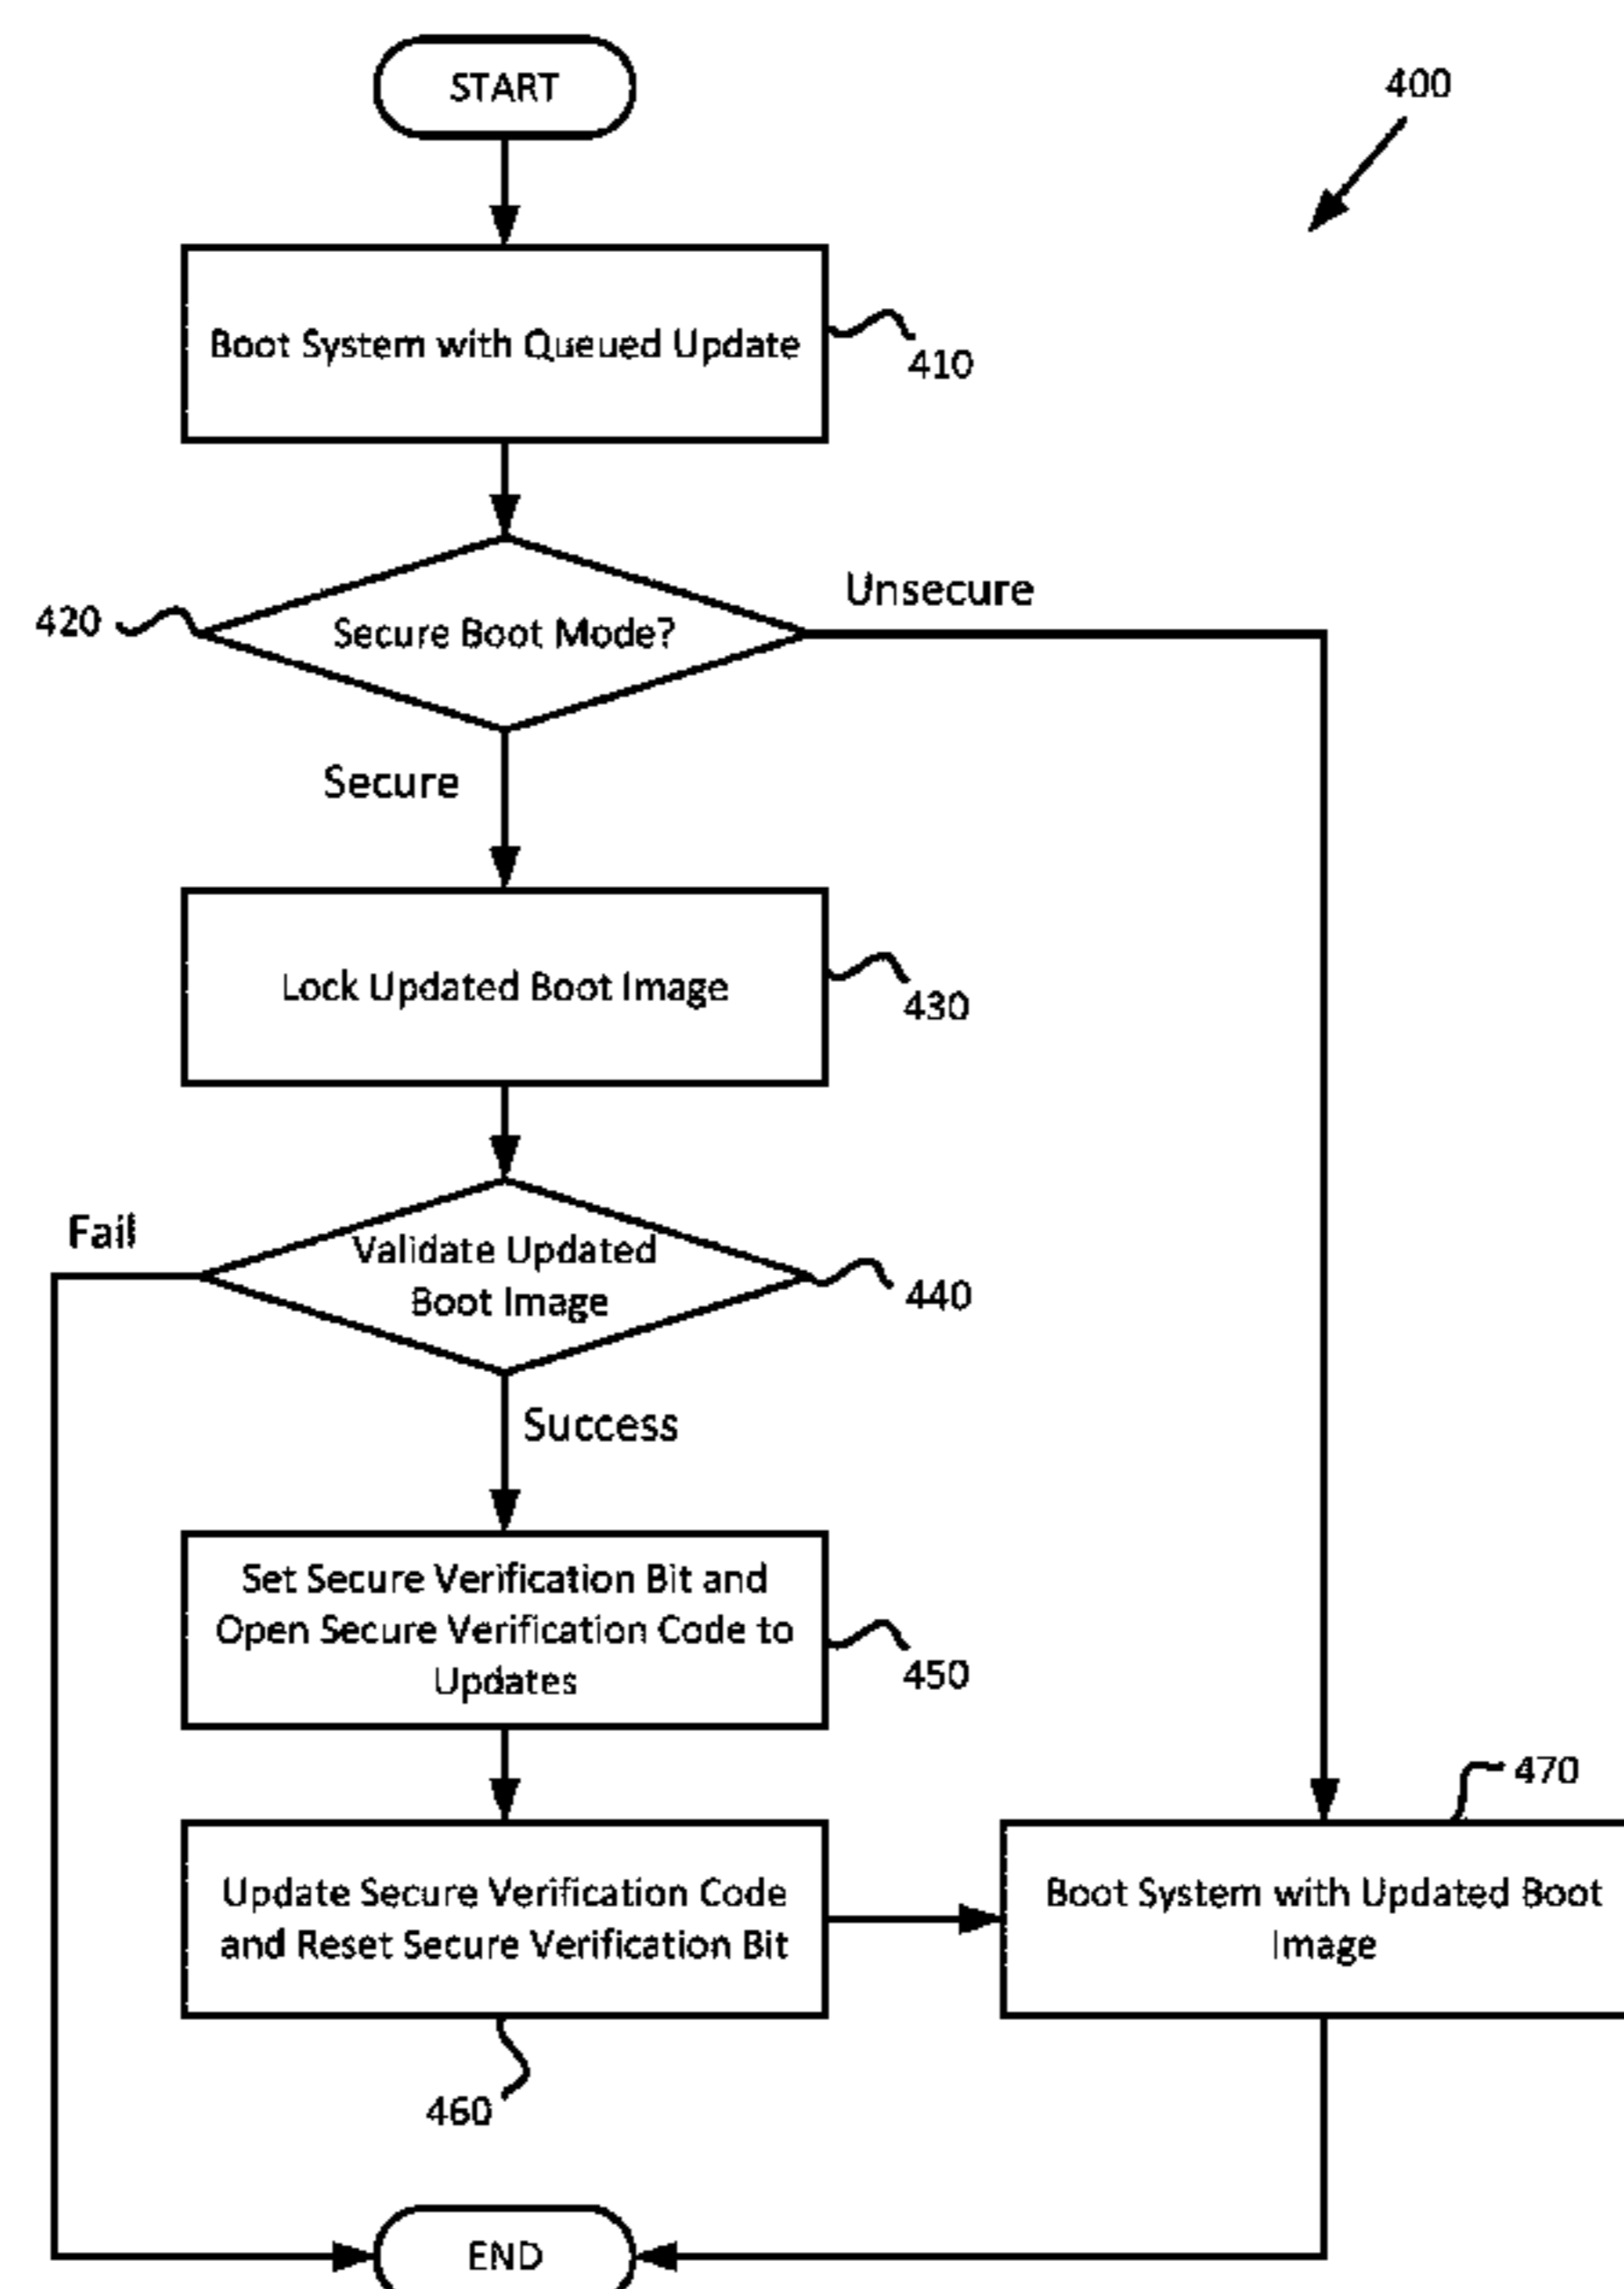 START
400
Boot System with Queued Update
410
Unsecure
420
Secure Boot Mode?
Secure
Lock Updated Boot Image
430
Fail
Validate Updated
Boot Image
440
Success
Set Secure Verification Bit and
Open Secure Verification Code to
Updates
450
470
Update Secure Verification Code
and Reset Secure Verification Bit
Boot System with Updated Boot
Image
460
END